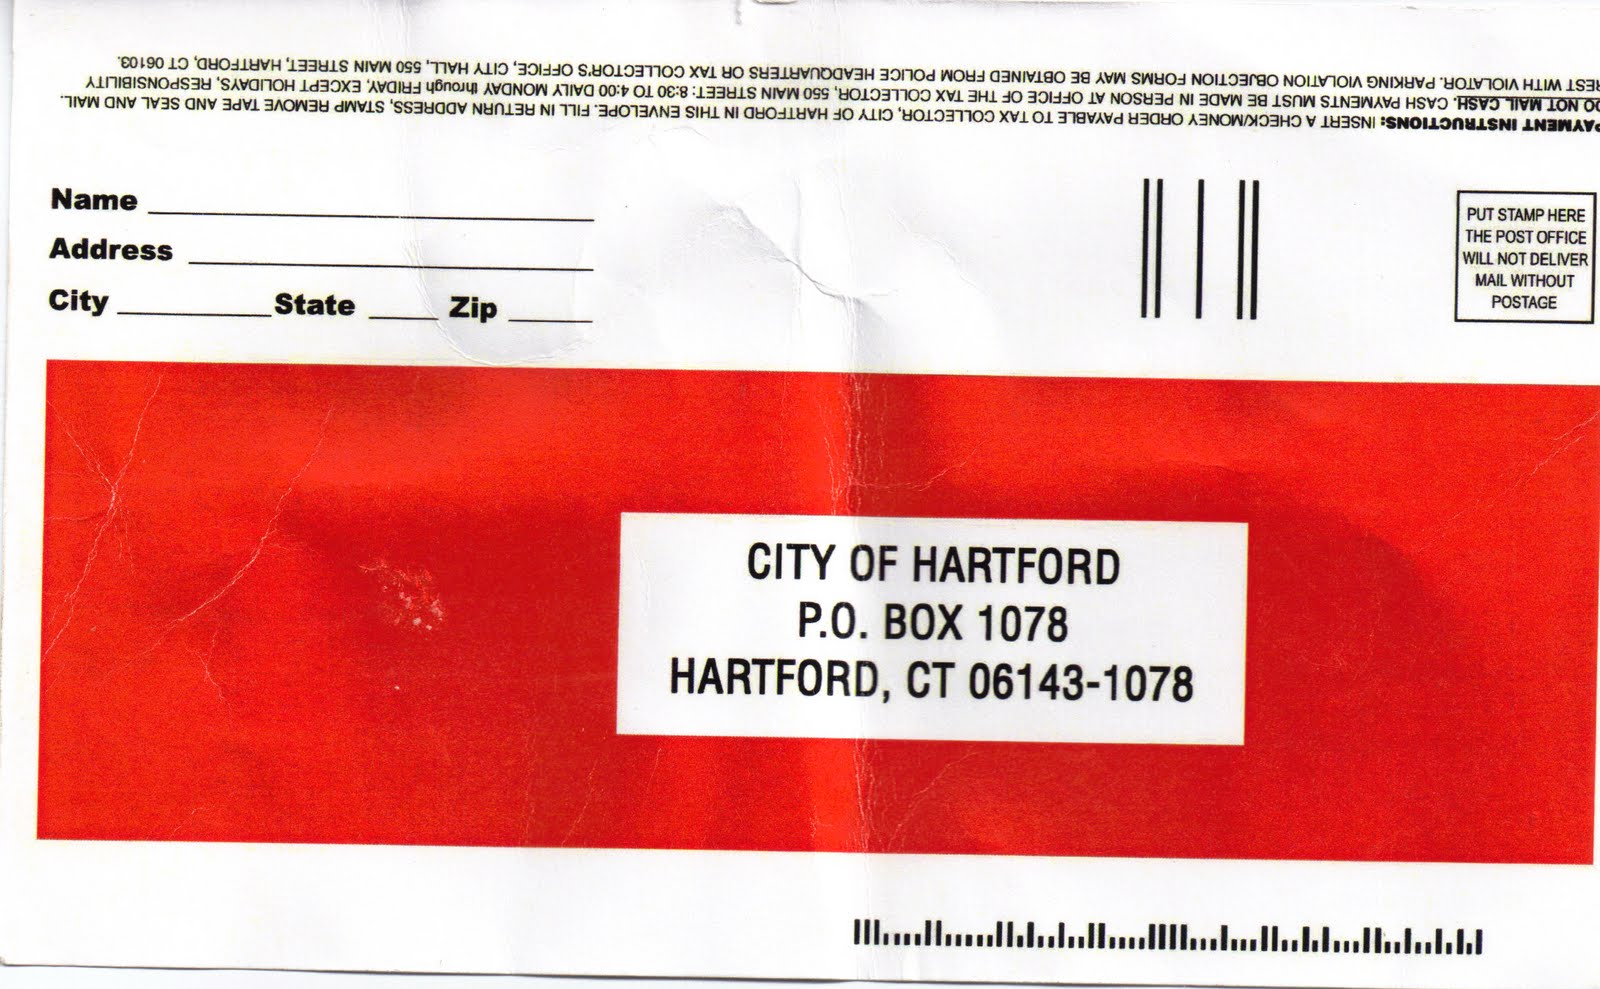 PAYMENT INSTRUCTIONS: INSERT A CHECK/MONEY ORDER PAYABLE TO TAX COLLECTOR, CITY OF HARTFORD IN THIS ENVELOPE. FILL IN RETURN ADDRESS, STAMP REMOVE TAPE AND SEAL AND MAIL.
DO NOT MAIL CASH. CASH PAYMENTS MUST BE MADE IN PERSON AT OFFICE OF THE TAX COLLECTOR, 550 MAIN STREET: 8:30 TO 4:00 DAILY MONDAY through FRIDAY, EXCEPT HOLIDAYS, RESPONSIBILITY
REST WITH VIOLATOR. PARKING VIOLATION OBJECTION FORMS MAY BE OBTAINED FROM POLICE HEADQUARTERS OR TAX COLLECTOR'S OFFICE, CITY HALL, 550 MAIN STREET, HARTFORD, CT 06103.
Name
Address
City State Zip
PUT STAMP HERE
THE POST OFFICE
WILL NOT DELIVER
MAIL WITHOUT
POSTAGE
CITY OF HARTFORD
P.O. BOX 1078
HARTFORD, CT 06143-1078